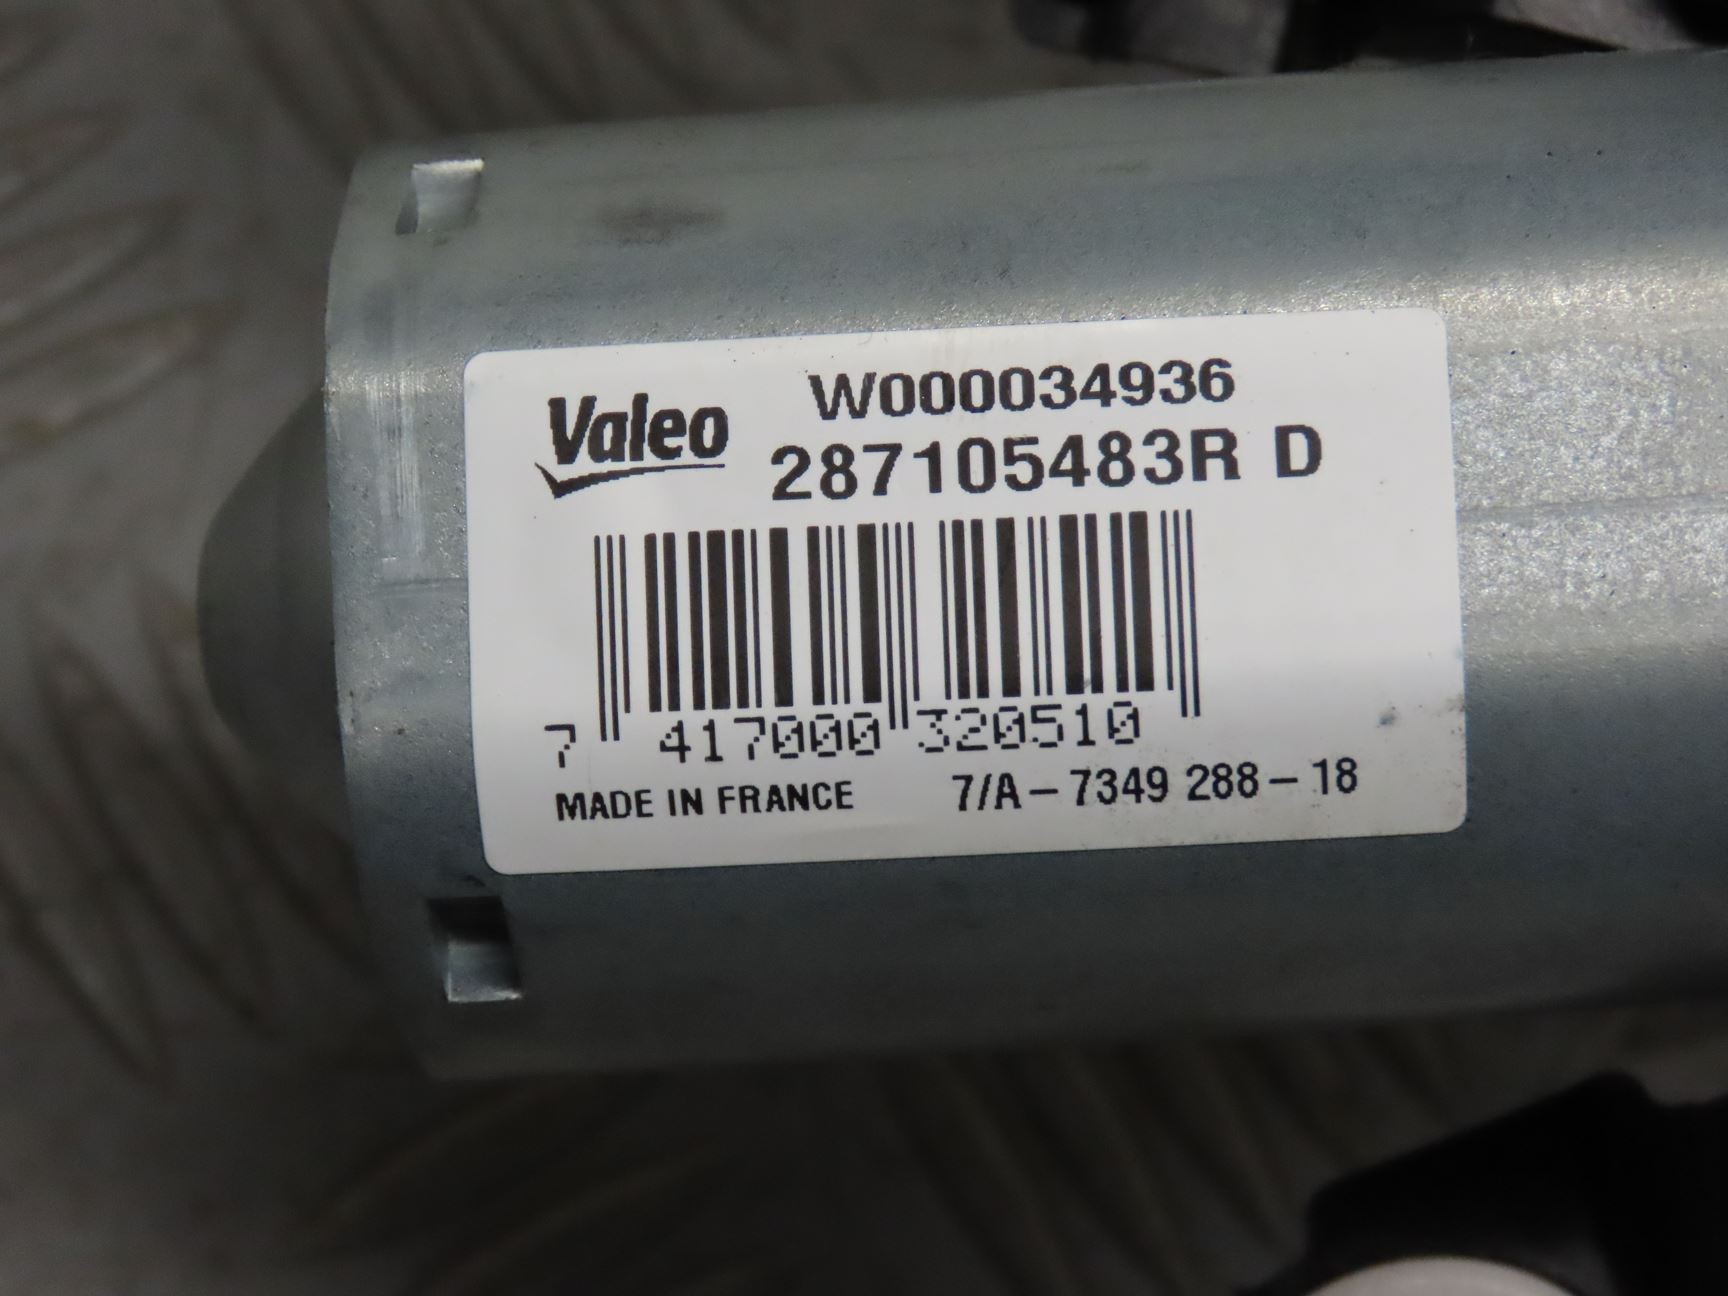 Valeo W000034936
287105483R D
7 417000 320510
MADE IN FRANCE 7/A-7349 288-18